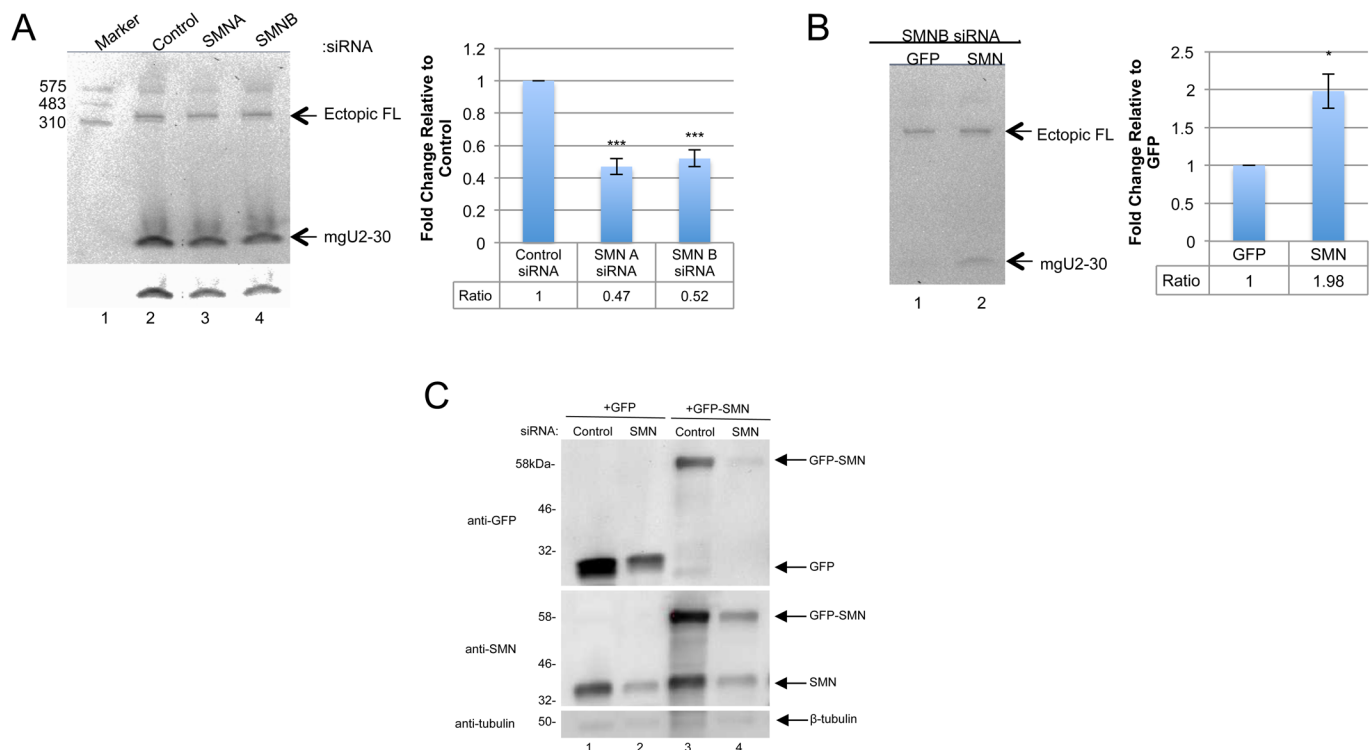 A
Marker Control SMNA SMNB :siRNA
575
483
310
Ectopic FL
mgU2-30
1 2 3 4
Fold Change Relative to
Control
1.2
1
0.8
0.6
0.4
0.2
0
*** ***
Control siRNA SMN A siRNA SMN B siRNA
Ratio 1 0.47 0.52
B
SMNB siRNA
GFP SMN
Ectopic FL
mgU2-30
1 2
Fold Change Relative to
GFP
2.5
2
1.5
1
0.5
0
*
GFP SMN
Ratio 1 1.98
C
+GFP +GFP-SMN
siRNA: Control SMN Control SMN
58kDa- GFP-SMN
46-
anti-GFP
32-
GFP
58- GFP-SMN
anti-SMN
46-
SMN
32-
anti-tubulin 50- β-tubulin
1 2 3 4